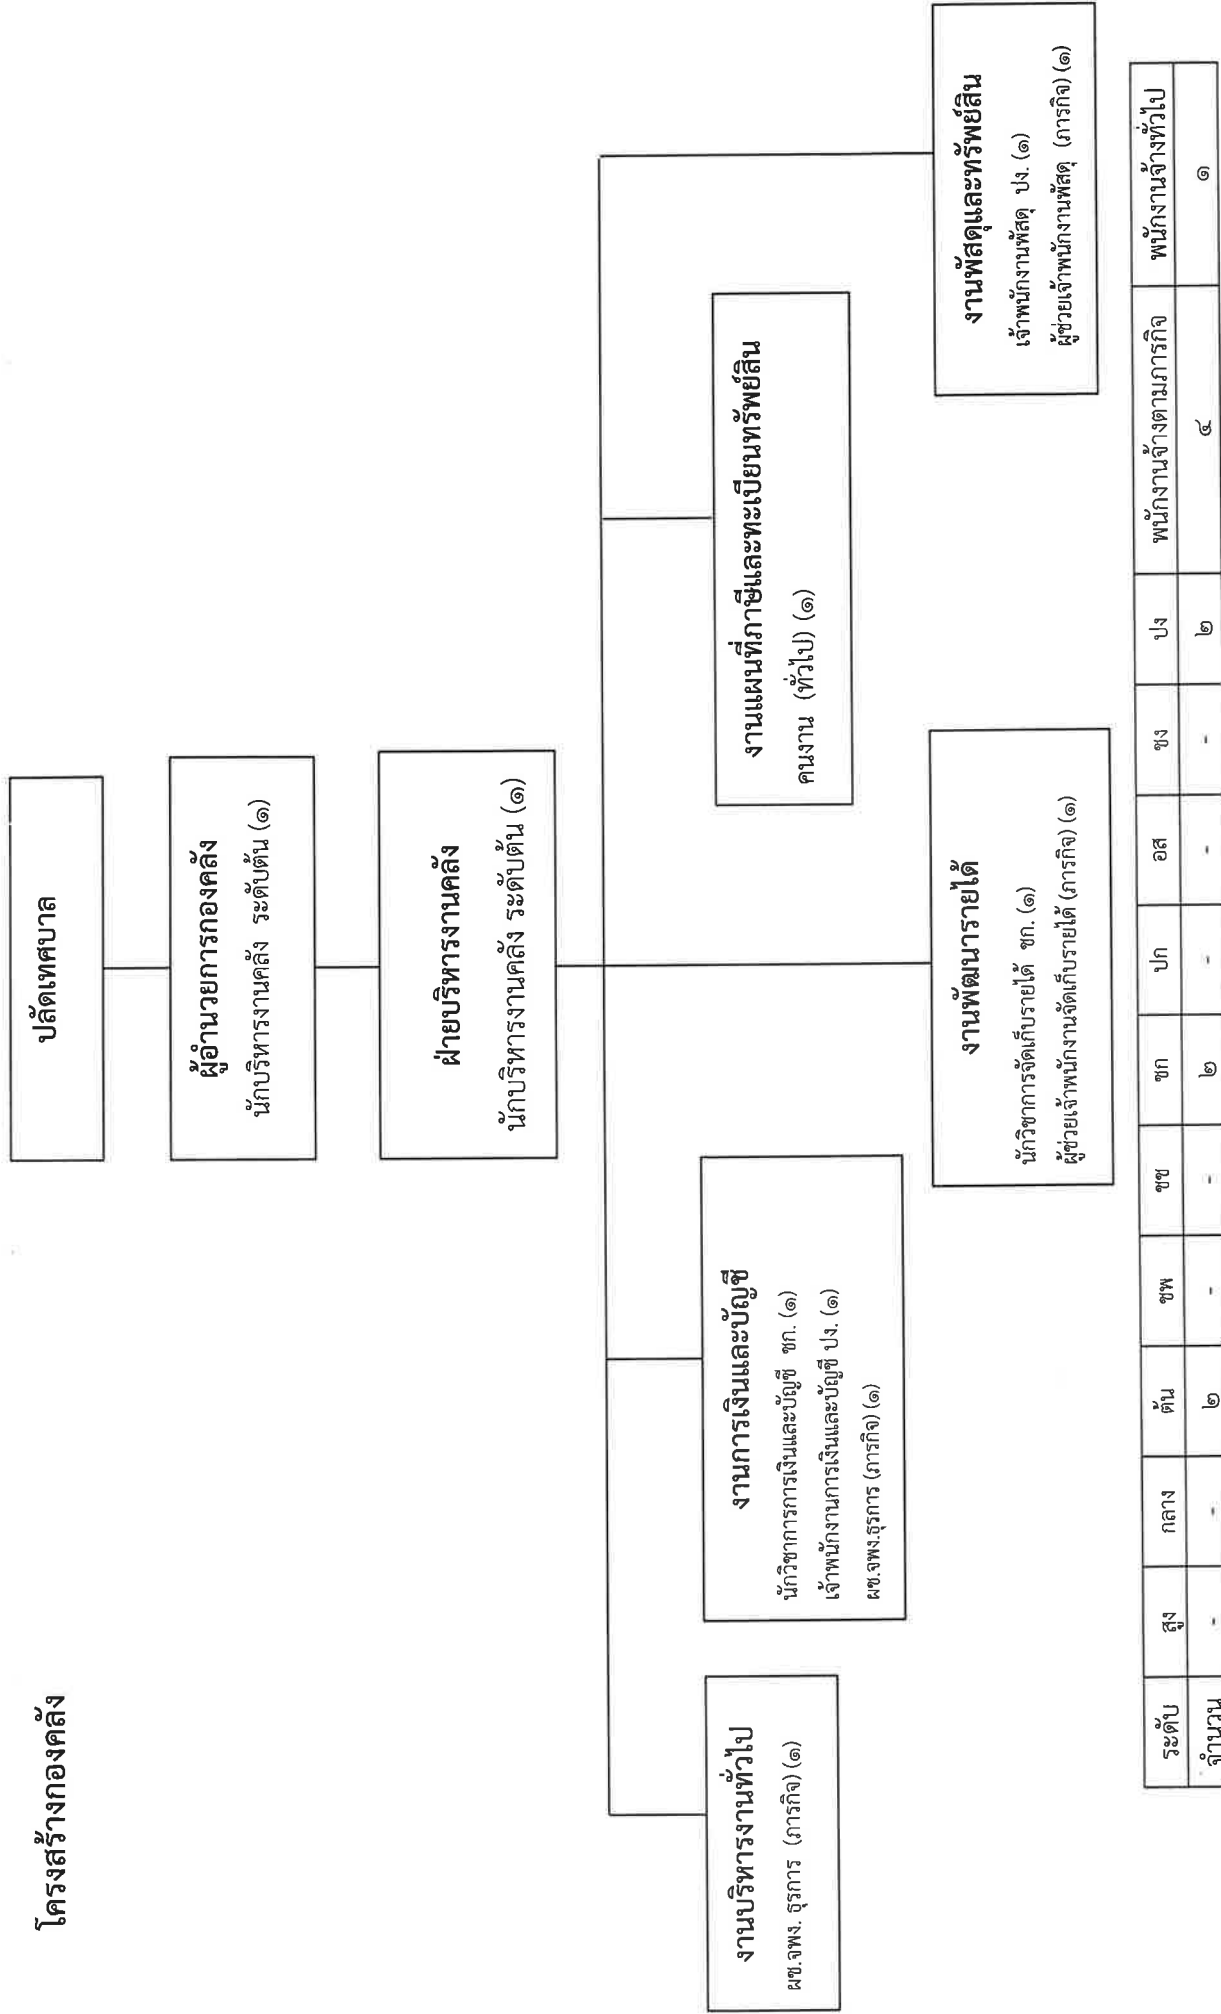 โครงสร้างกองคลัง
ปลัดเทศบาล
ผู้อำนวยการกองคลัง
นักบริหารงานคลัง ระดับต้น (๑)
ฝ่ายบริหารงานคลัง
นักบริหารงานคลัง ระดับต้น (๑)
งานบริหารงานทั่วไป
ผช.จพง. ธุรการ (ภารกิจ) (๑)
งานการเงินและบัญชี
นักวิชาการการเงินและบัญชี ชก. (๑)
เจ้าพนักงานการเงินและบัญชี ปง. (๑)
ผช.จพง.ธุรการ (ภารกิจ) (๑)
งานพัฒนารายได้
นักวิชาการจัดเก็บรายได้ ชก. (๑)
ผู้ช่วยเจ้าพนักงานจัดเก็บรายได้ (ภารกิจ) (๑)
งานแผนที่ภาษีและทะเบียนทรัพย์สิน
คนงาน (ทั่วไป) (๑)
งานพัสดุและทรัพย์สิน
เจ้าพนักงานพัสดุ ปง. (๑)
ผู้ช่วยเจ้าพนักงานพัสดุ (ภารกิจ) (๑)
ระดับ สูง กลาง ต้น ชพ ชช ชก ปก อส ชง ปง พนักงานจ้างตามภารกิจ พนักงานจ้างทั่วไป
จำนวน - - ๒ - - ๒ - - - ๒ ๔ ๑